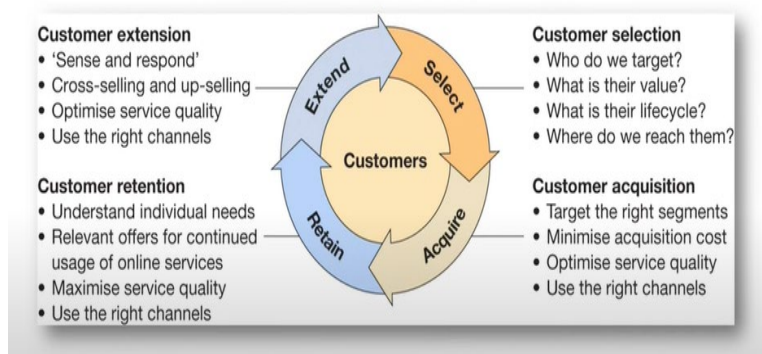 Customer extension
• 'Sense and respond'
• Cross-selling and up-selling
• Optimise service quality
• Use the right channels
Customer selection
• Who do we target?
• What is their value?
• What is their lifecycle?
• Where do we reach them?
Extend
Select
Customers
Retain
Acquire
Customer retention
• Understand individual needs
• Relevant offers for continued
usage of online services
• Maximise service quality
• Use the right channels
Customer acquisition
• Target the right segments
• Minimise acquisition cost
• Optimise service quality
• Use the right channels